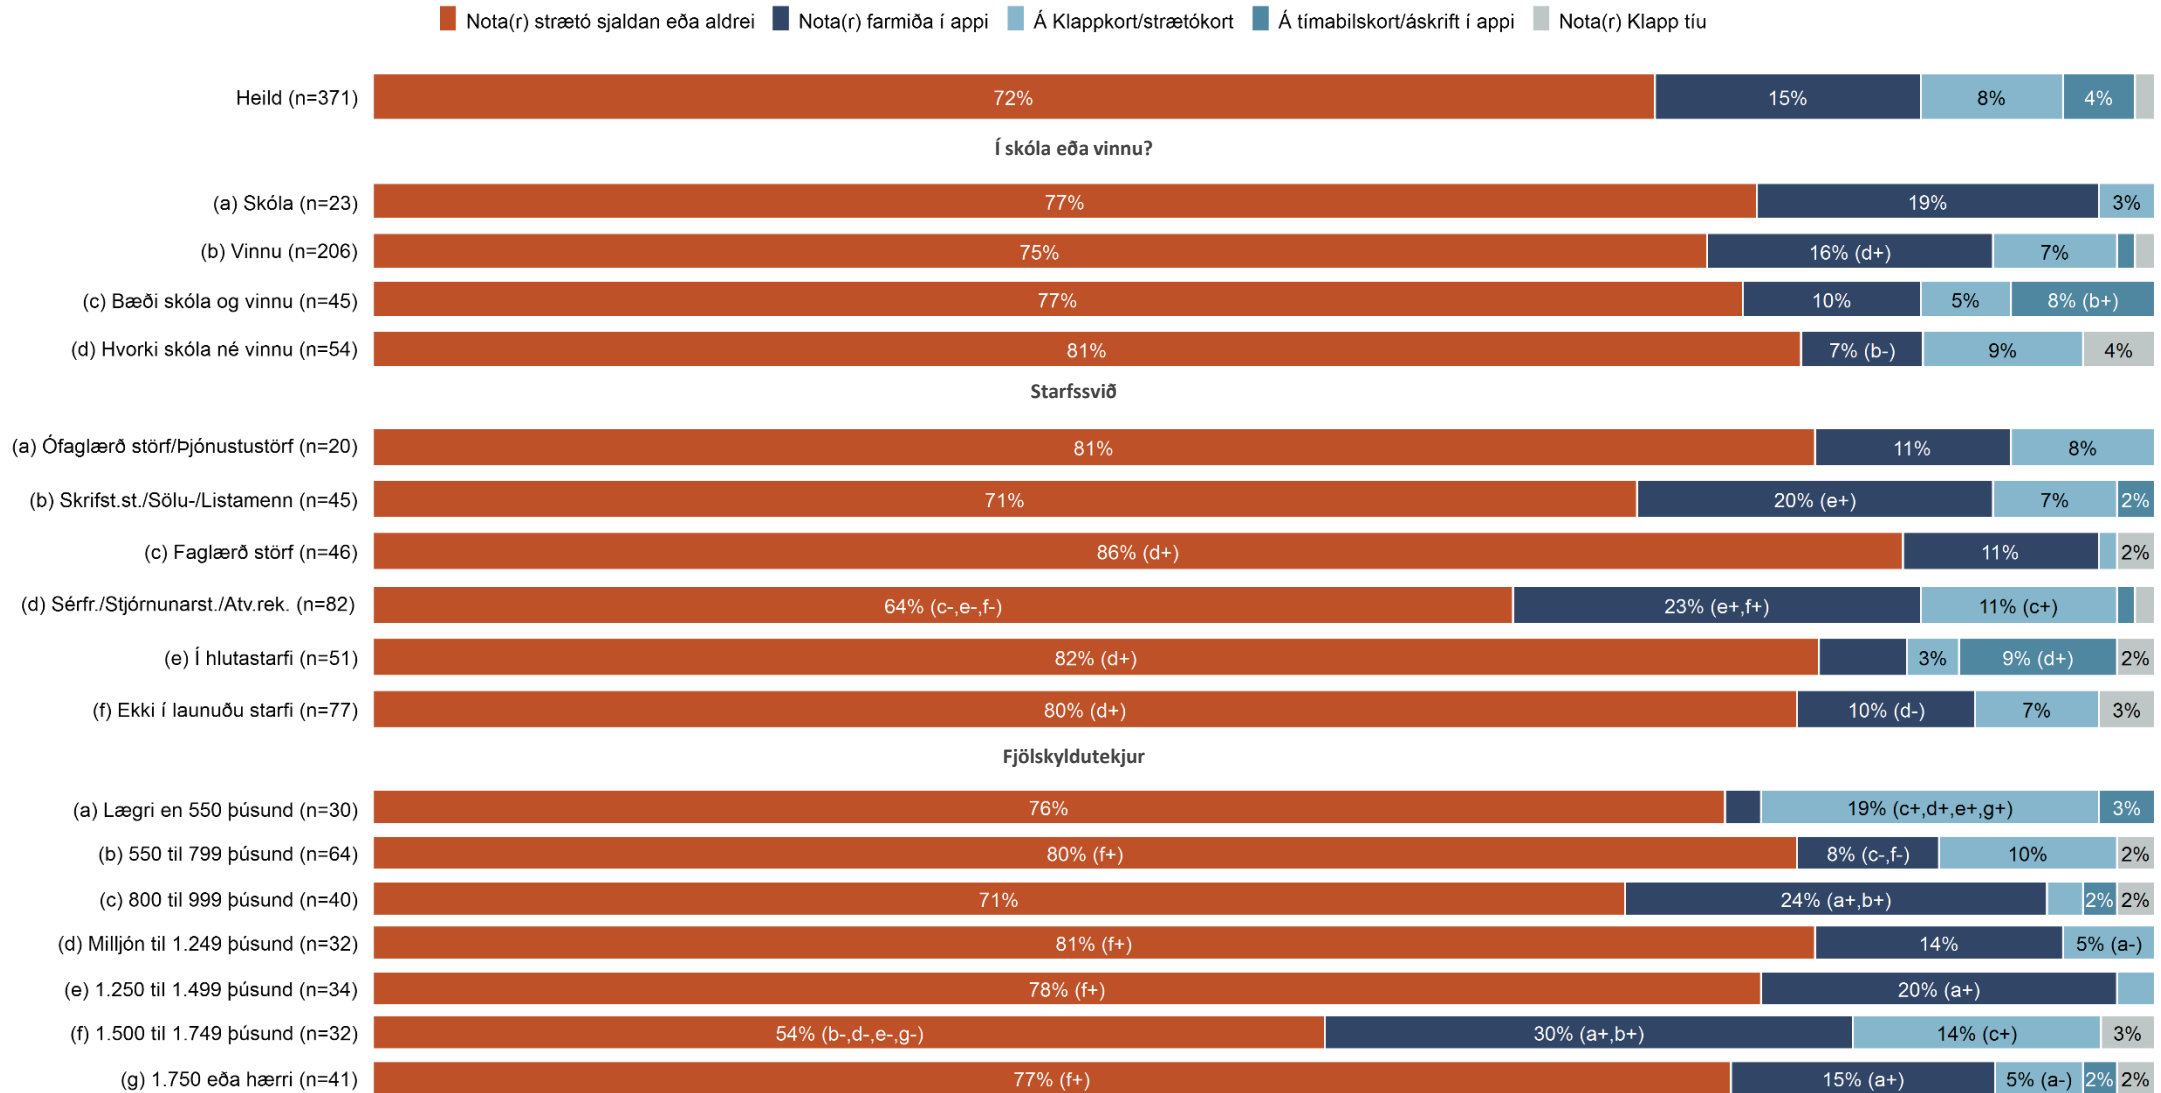 Nota(r) strætó sjaldan eða aldrei Nota(r) farmiða í appi Á Klappkort/strætókort Á tímabilskort/áskrift í appi Nota(r) Klapp tíu
Heild (n=371) 72% 15% 8% 4%
Í skóla eða vinnu?
(a) Skóla (n=23) 77% 19% 3%
(b) Vinnu (n=206) 75% 16% (d+) 7%
(c) Bæði skóla og vinnu (n=45) 77% 10% 5% 8% (b+)
(d) Hvorki skóla né vinnu (n=54) 81% 7% (b-) 9% 4%
Starfssvið
(a) Ófaglærð störf/Þjónustustörf (n=20) 81% 11% 8%
(b) Skrifst.st./Sölu-/Listamenn (n=45) 71% 20% (e+) 7% 2%
(c) Faglærð störf (n=46) 86% (d+) 11% 2%
(d) Sérfr./Stjórnunarst./Atv.rek. (n=82) 64% (c-,e-,f-) 23% (e+,f+) 11% (c+)
(e) Í hlutastarfi (n=51) 82% (d+) 3% 9% (d+) 2%
(f) Ekki í launuðu starfi (n=77) 80% (d+) 10% (d-) 7% 3%
Fjölskyldutekjur
(a) Lægri en 550 þúsund (n=30) 76% 19% (c+,d+,e+,g+) 3%
(b) 550 til 799 þúsund (n=64) 80% (f+) 8% (c-,f-) 10% 2%
(c) 800 til 999 þúsund (n=40) 71% 24% (a+,b+) 2% 2%
(d) Milljón til 1.249 þúsund (n=32) 81% (f+) 14% 5% (a-)
(e) 1.250 til 1.499 þúsund (n=34) 78% (f+) 20% (a+)
(f) 1.500 til 1.749 þúsund (n=32) 54% (b-,d-,e-,g-) 30% (a+,b+) 14% (c+) 3%
(g) 1.750 eða hærri (n=41) 77% (f+) 15% (a+) 5% (a-) 2% 2%